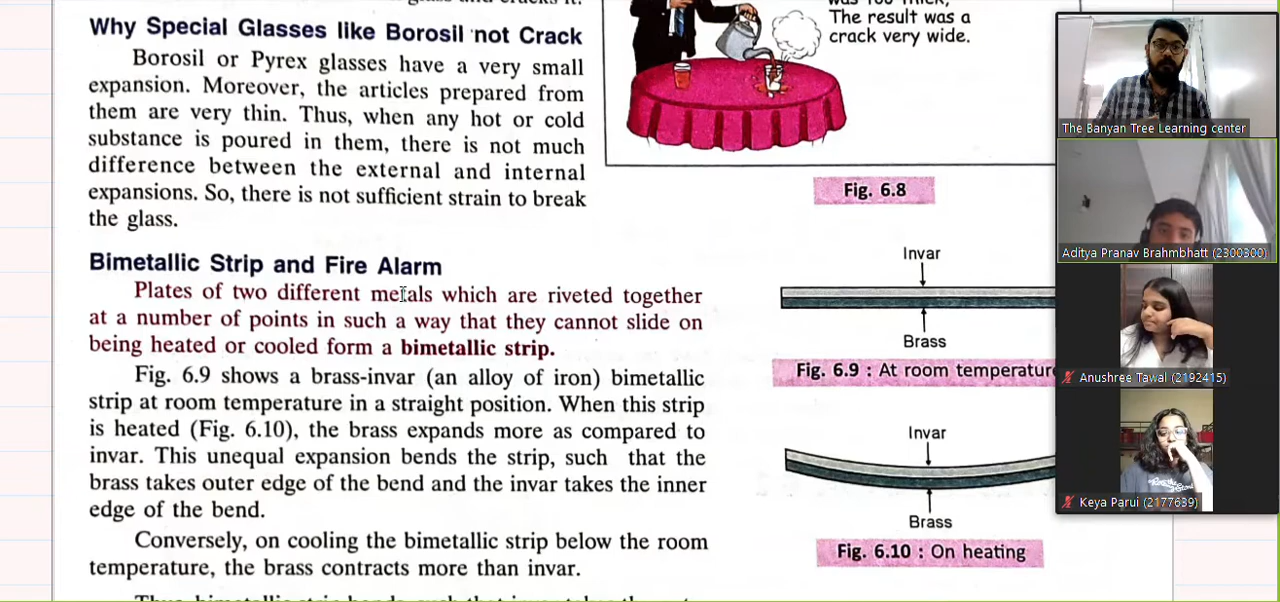 Why Special Glasses like Borosil not Crack
Borosil or Pyrex glasses have a very small
expansion. Moreover, the articles prepared from
them are very thin. Thus, when any hot or cold
substance is poured in them, there is not much
difference between the external and internal
expansions. So, there is not sufficient strain to break
the glass.
The result was a
crack very wide.
Fig. 6.8
Bimetallic Strip and Fire Alarm
Plates of two different metals which are riveted together
at a number of points in such a way that they cannot slide on
being heated or cooled form a bimetallic strip.
Fig. 6.9 shows a brass-invar (an alloy of iron) bimetallic
strip at room temperature in a straight position. When this strip
is heated (Fig. 6.10), the brass expands more as compared to
invar. This unequal expansion bends the strip, such that the
brass takes outer edge of the bend and the invar takes the inner
edge of the bend.
Conversely, on cooling the bimetallic strip below the room
temperature, the brass contracts more than invar.
Invar
Brass
Fig. 6.9 : At room temperature
Invar
Brass
Fig. 6.10 : On heating
The Banyan Tree Learning center
Aditya Pranav Brahmbhatt (2300300)
Anushree Tawal (2192415)
Keya Parui (2177639)